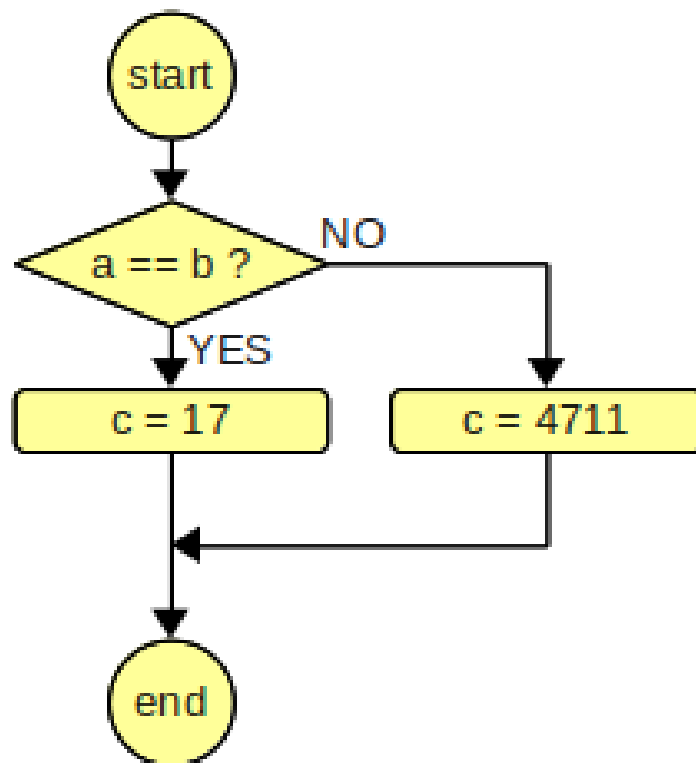 start
a == b ?
NO
YES
c = 17
c = 4711
end